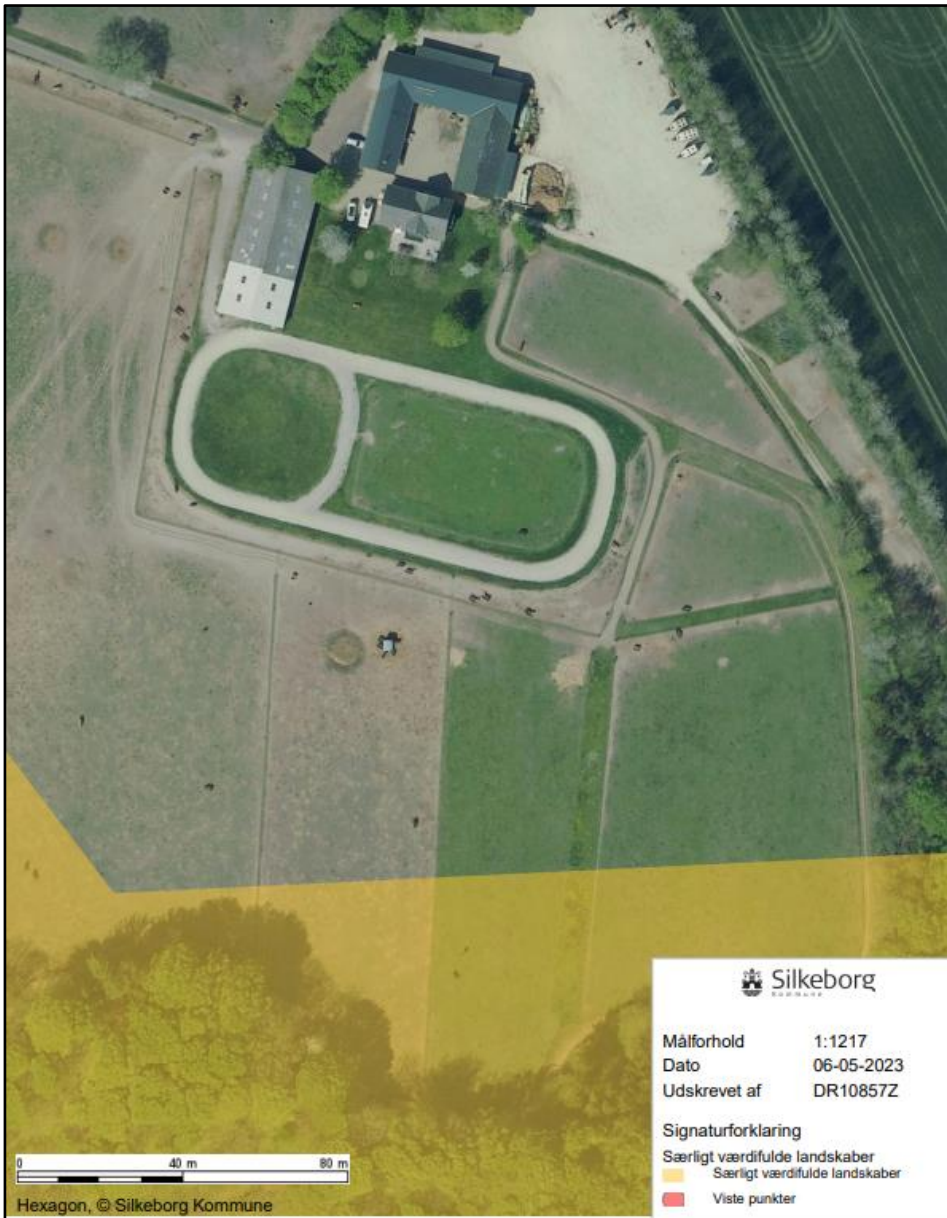 Silkeborg
Kommune
Målforhold 1:1217
Dato 06-05-2023
Udskrevet af DR10857Z
Signaturforklaring
Særligt værdifulde landskaber
Særligt værdifulde landskaber
Viste punkter
0 40 m 80 m
Hexagon, © Silkeborg Kommune